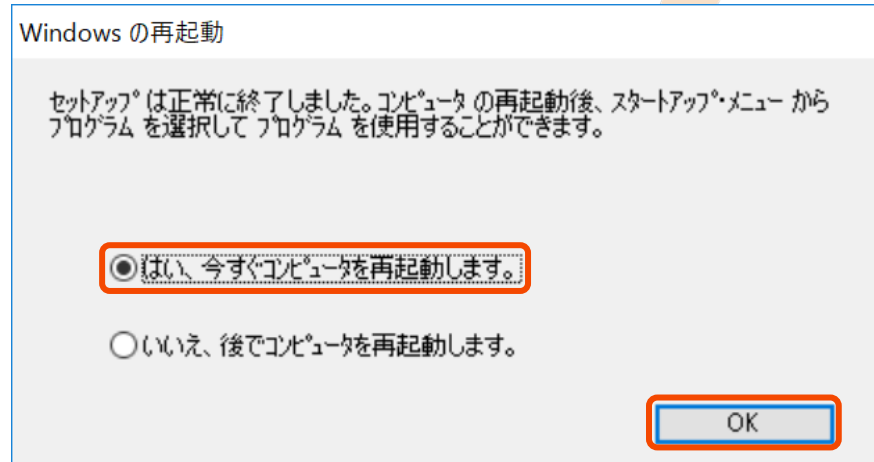 Windows の再起動
ｾｯﾄｱｯﾌﾟは正常に終了しました。ｺﾝﾋﾟｭｰﾀ の再起動後、ｽﾀｰﾄｱｯﾌﾟ･ﾒﾆｭｰ から
ﾌﾟﾛｸﾞﾗﾑ を選択して ﾌﾟﾛｸﾞﾗﾑ を使用することができます。
はい、今すぐｺﾝﾋﾟｭｰﾀを再起動します。
いいえ、後でｺﾝﾋﾟｭｰﾀを再起動します。
OK